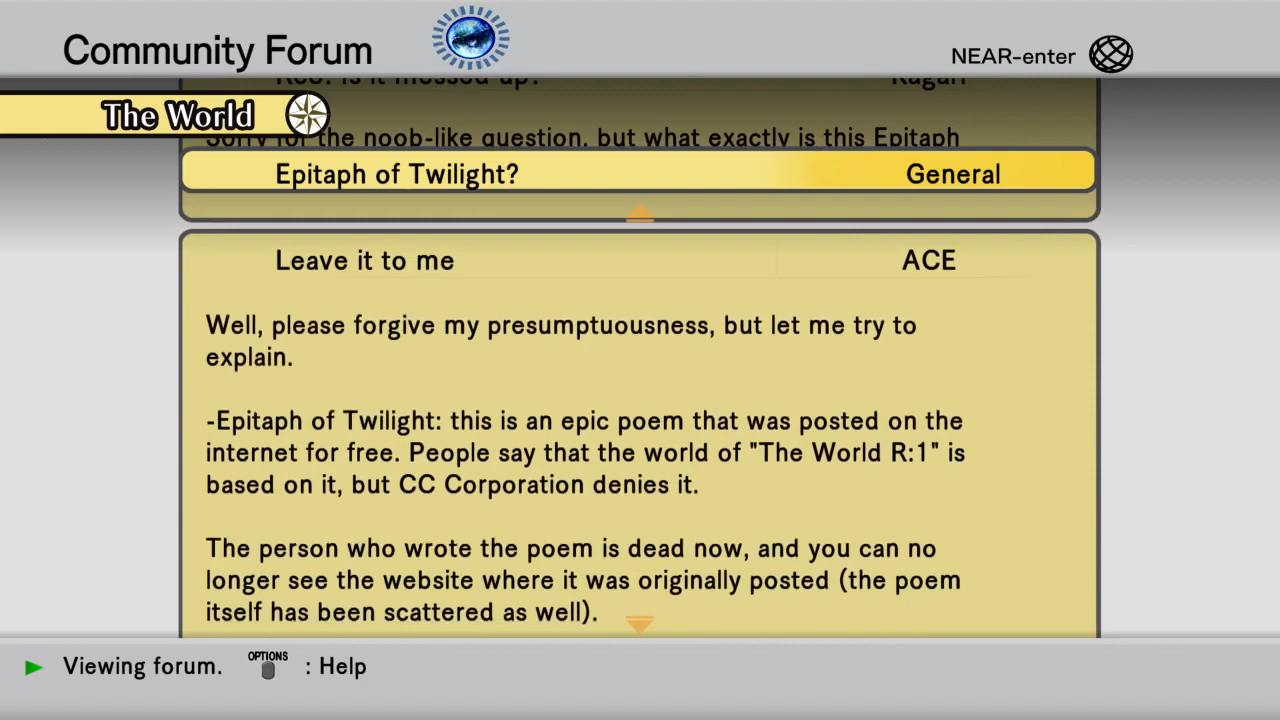 Community Forum
NEAR-enter
The World
Re6: Is it messed up?
Sorry for the noob-like question, but what exactly is this Epitaph
Epitaph of Twilight? General
Leave it to me ACE
Well, please forgive my presumptuousness, but let me try to
explain.
-Epitaph of Twilight: this is an epic poem that was posted on the
internet for free. People say that the world of "The World R:1" is
based on it, but CC Corporation denies it.
The person who wrote the poem is dead now, and you can no
longer see the website where it was originally posted (the poem
itself has been scattered as well).
Viewing forum. OPTIONS : Help